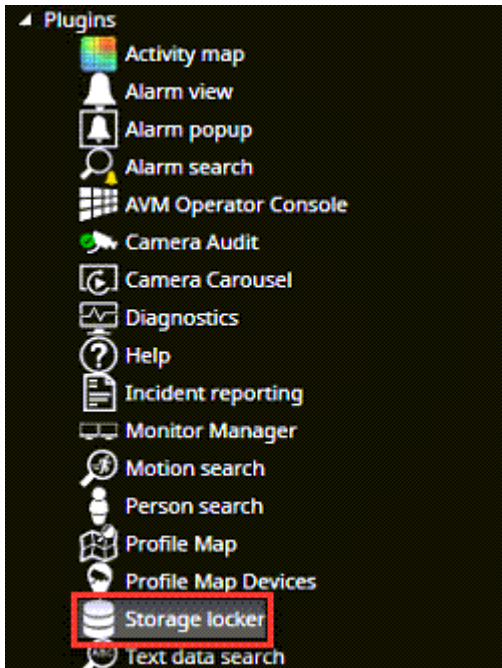 Plugins
Activity map
Alarm view
Alarm popup
Alarm search
AVM Operator Console
Camera Audit
Camera Carousel
Diagnostics
Help
Incident reporting
Monitor Manager
Motion search
Person search
Profile Map
Profile Map Devices
Storage locker
Text data search